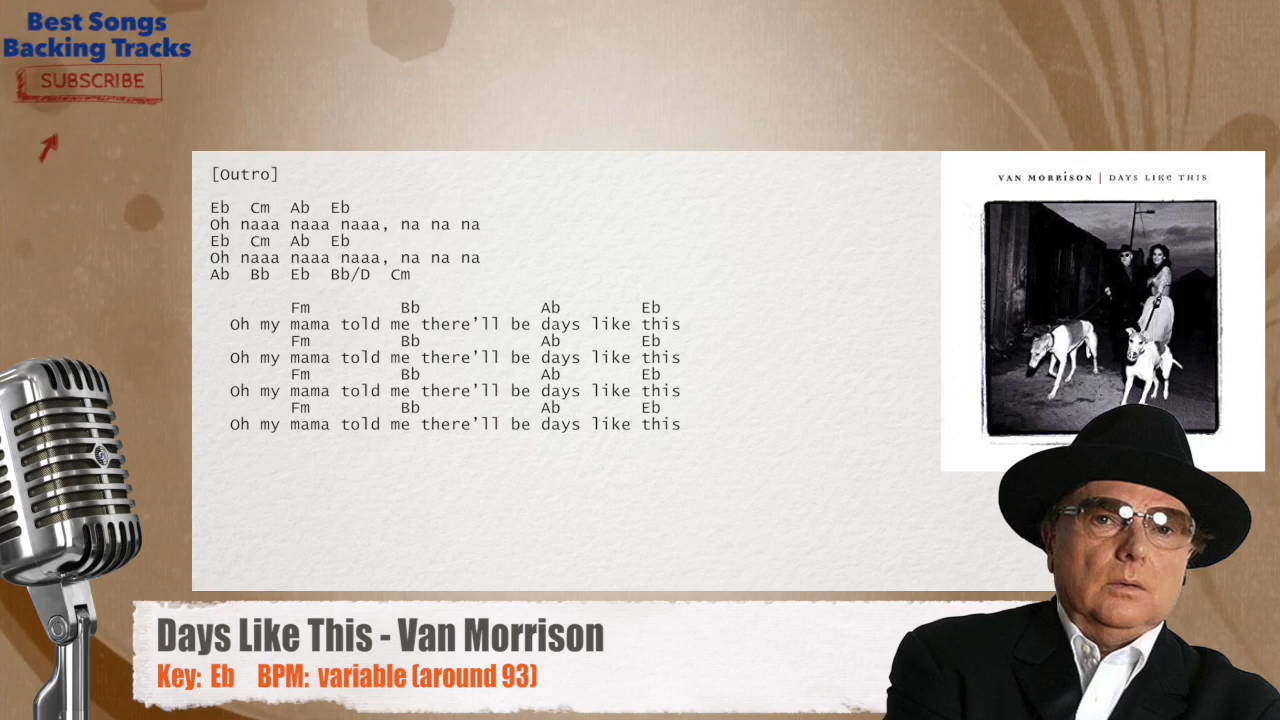 Best Songs
Backing Tracks
SUBSCRIBE
[Outro]
Eb  Cm  Ab  Eb
Oh naaa naaa naaa, na na na
Eb  Cm  Ab  Eb
Oh naaa naaa naaa, na na na
Ab  Bb  Eb  Bb/D  Cm
Fm         Bb            Ab        Eb
Oh my mama told me there’ll be days like this
Fm         Bb            Ab        Eb
Oh my mama told me there’ll be days like this
Fm         Bb            Ab        Eb
Oh my mama told me there’ll be days like this
Fm         Bb            Ab        Eb
Oh my mama told me there’ll be days like this
VAN MORRISON | DAYS LIKE THIS
Days Like This - Van Morrison
Key: Eb    BPM: variable (around 93)